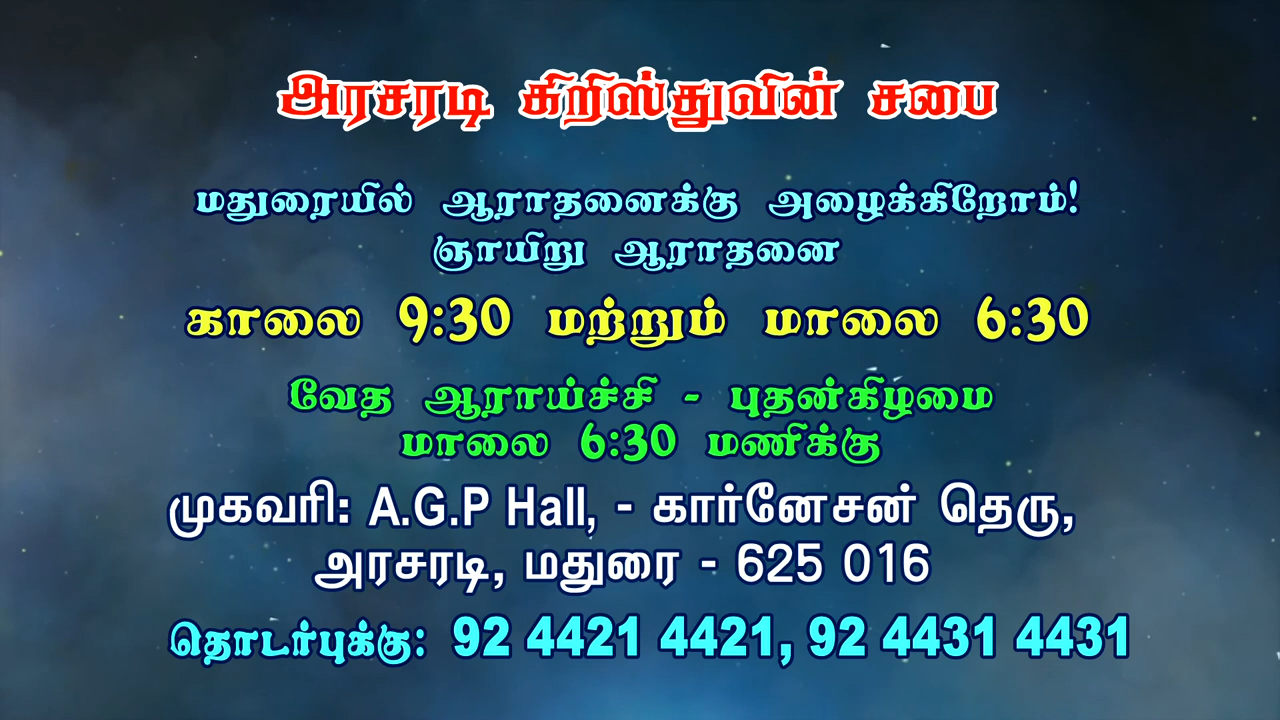 அரசரடி கிறிஸ்துவின் சபை
மதுரையில் ஆராதனைக்கு அழைக்கிறோம்!
ஞாயிறு ஆராதனை
காலை 9:30 மற்றும் மாலை 6:30
வேத ஆராய்ச்சி - புதன்கிழமை
மாலை 6:30 மணிக்கு
முகவரி: A.G.P Hall, - கார்னேசன் தெரு,
அரசரடி, மதுரை - 625 016
தொடர்புக்கு: 92 4421 4421, 92 4431 4431